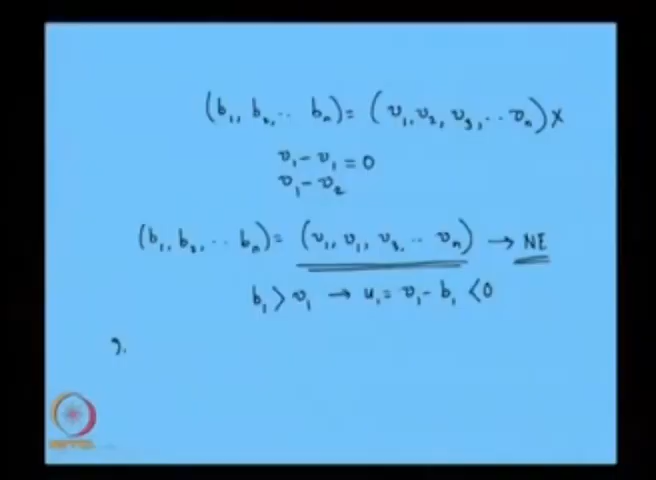 (b₁, b₂, ·· bₙ) = (v₁, v₂, v₃, ·· vₙ) X
v₁ - v₁ = 0
v₁ - v₂
(b₁, b₂, ·· bₙ) = (v₁, v₁, v₃ ·· vₙ) → NE
b₁ > v₁ → u₁ = v₁ - b₁ < 0